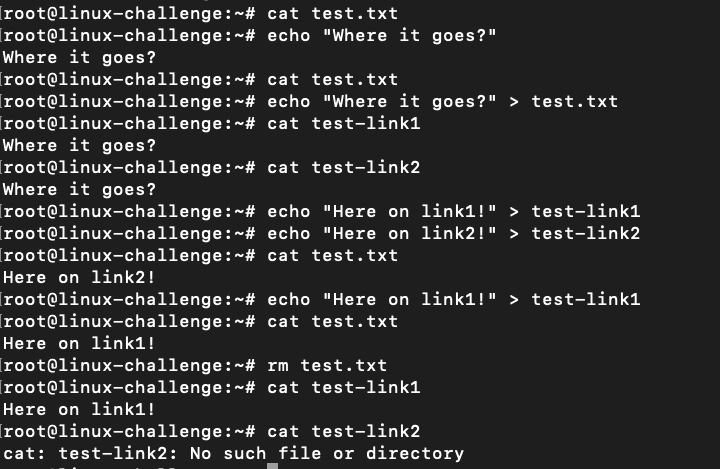 [root@linux-challenge:~# cat test.txt
[root@linux-challenge:~# echo "Where it goes?"
Where it goes?
[root@linux-challenge:~# cat test.txt
[root@linux-challenge:~# echo "Where it goes?" > test.txt
[root@linux-challenge:~# cat test-link1
Where it goes?
[root@linux-challenge:~# cat test-link2
Where it goes?
[root@linux-challenge:~# echo "Here on link1!" > test-link1
[root@linux-challenge:~# echo "Here on link2!" > test-link2
[root@linux-challenge:~# cat test.txt
Here on link2!
[root@linux-challenge:~# echo "Here on link1!" > test-link1
[root@linux-challenge:~# cat test.txt
Here on link1!
[root@linux-challenge:~# rm test.txt
[root@linux-challenge:~# cat test-link1
Here on link1!
[root@linux-challenge:~# cat test-link2
cat: test-link2: No such file or directory